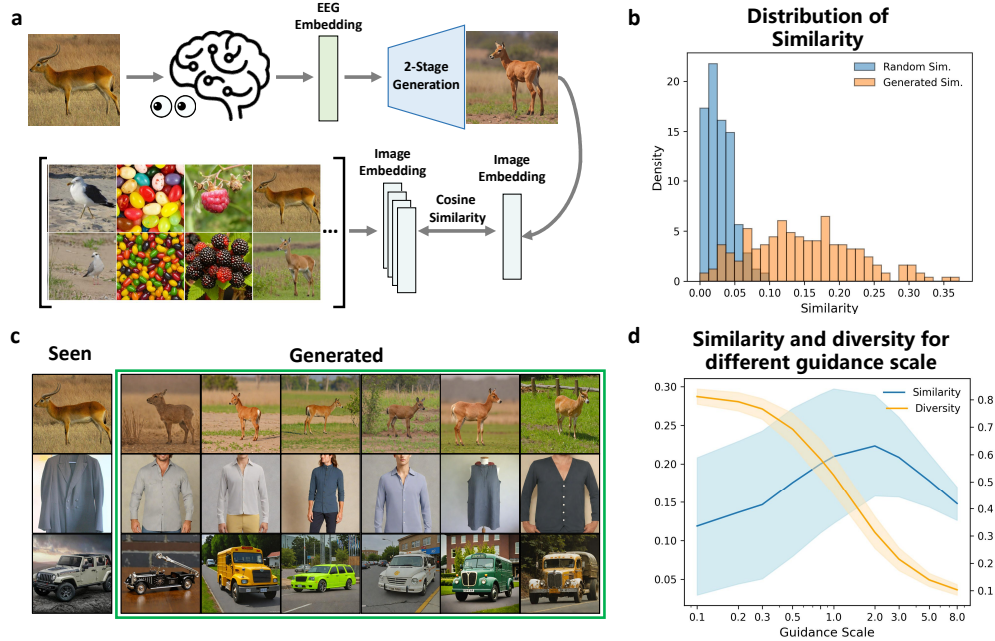 a
EEG
Embedding
2-Stage
Generation
Image
Embedding
Image
Embedding
Cosine
Similarity
...
b
Distribution of
Similarity
Random Sim.
Generated Sim.
Density
20
15
10
5
0
0.00 0.05 0.10 0.15 0.20 0.25 0.30 0.35
Similarity
c
Seen
Generated
d
Similarity and diversity for
different guidance scale
Similarity
Diversity
0.30
0.25
0.20
0.15
0.10
0.05
0.8
0.7
0.6
0.5
0.4
0.3
0.2
0.1
0.1 0.2 0.3 0.5 1.0 2.0 3.0 5.0 8.0
Guidance Scale